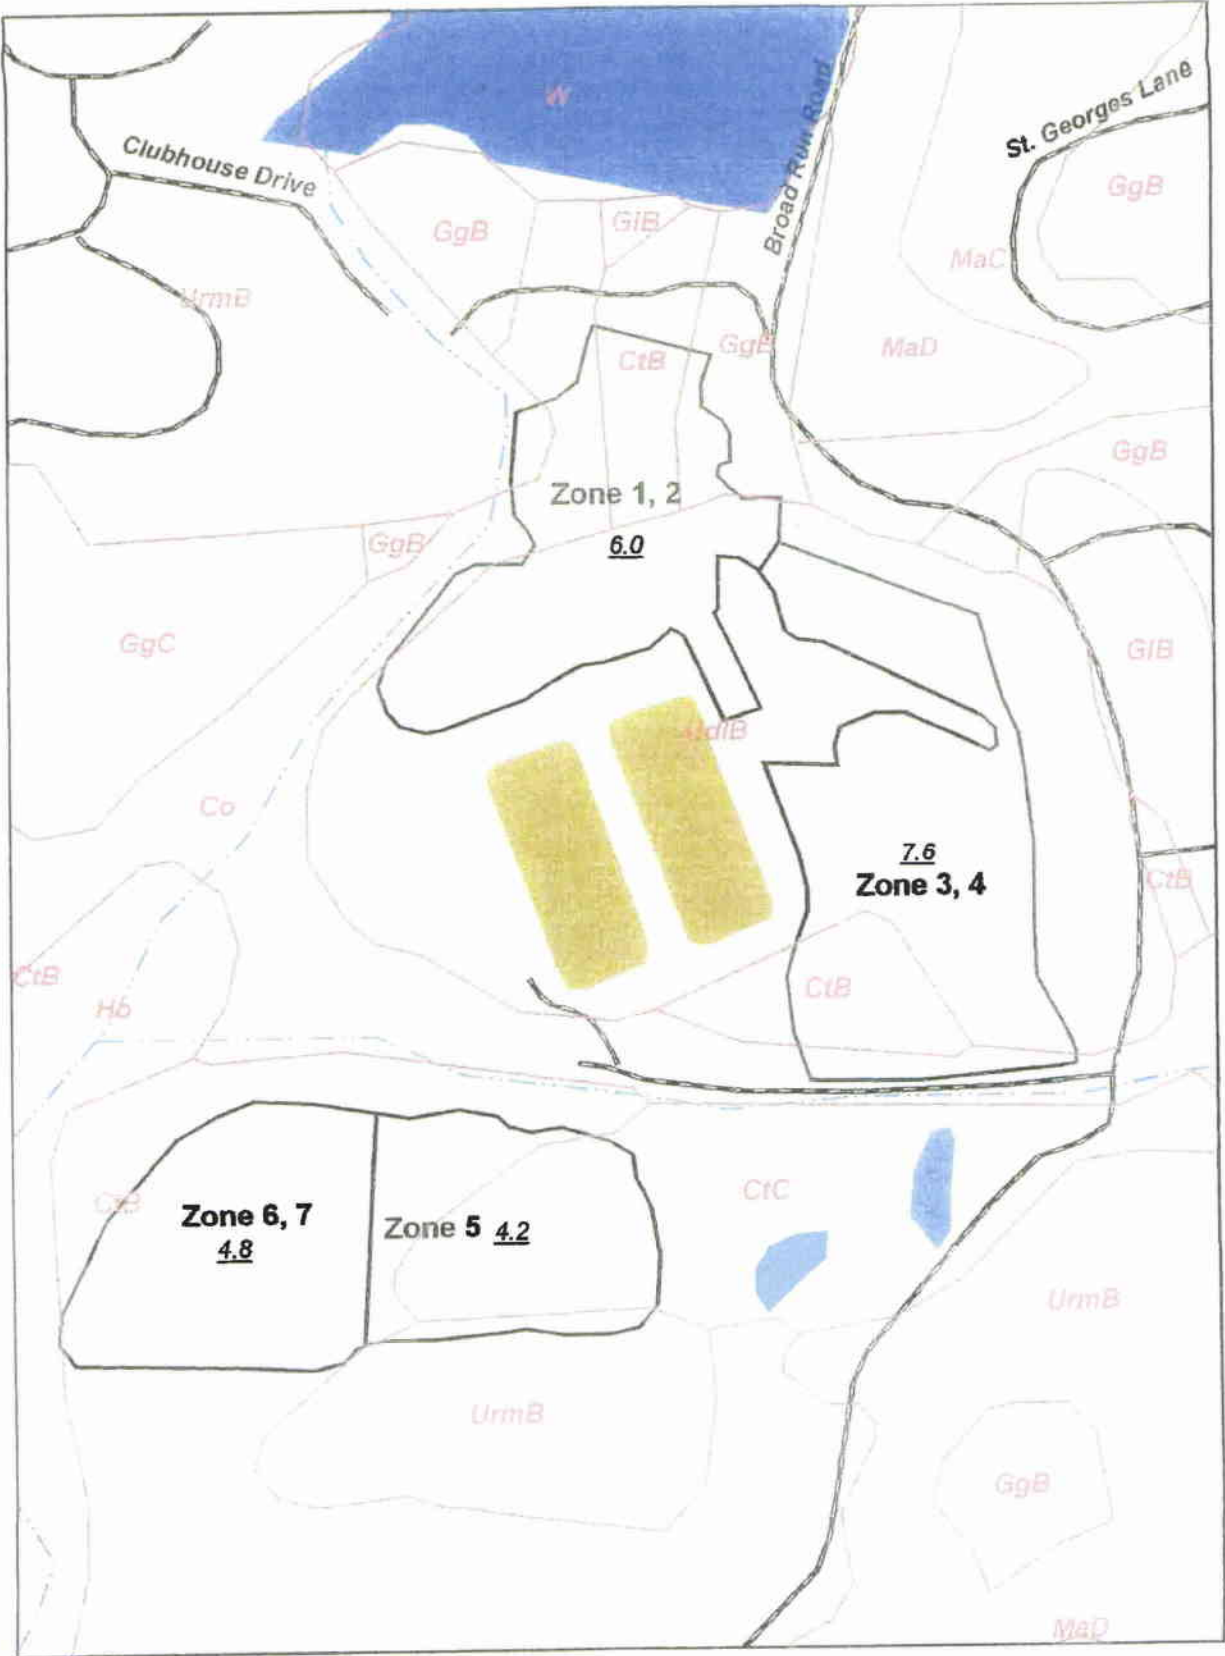 W
St. Georges Lane
Broad Run Road
Clubhouse Drive
GgB
GgB
GlB
MaC
UrmB
GgB
MaD
CtB
GgB
Zone 1, 2
6.0
GgB
GgC
GlB
UdlB
Co
7.6
Zone 3, 4
CtB
CtB
CtB
Hb
CtB
CtC
Zone 6, 7
4.8
Zone 5 4.2
UrmB
UrmB
GgB
MaD